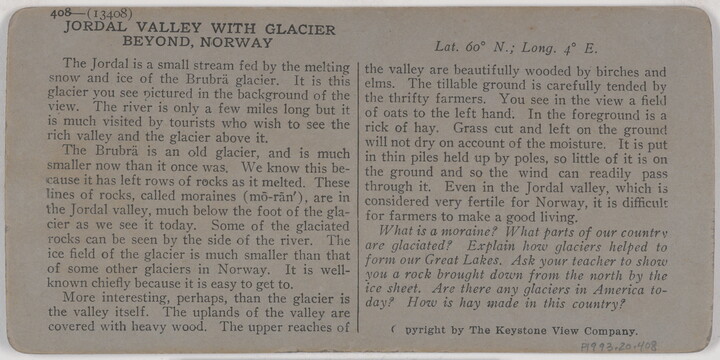 408—(13408)
JORDAL VALLEY WITH GLACIER
BEYOND, NORWAY
The Jordal is a small stream fed by the melting
snow and ice of the Brubrä glacier. It is this
glacier you see pictured in the background of the
view. The river is only a few miles long but it
is much visited by tourists who wish to see the
rich valley and the glacier above it.
The Brubrä is an old glacier, and is much
smaller now than it once was. We know this be-
cause it has left rows of rocks as it melted. These
lines of rocks, called moraines (mō-rān′), are in
the Jordal valley, much below the foot of the gla-
cier as we see it today. Some of the glaciated
rocks can be seen by the side of the river. The
ice field of the glacier is much smaller than that
of some other glaciers in Norway. It is well-
known chiefly because it is easy to get to.
More interesting, perhaps, than the glacier is
the valley itself. The uplands of the valley are
covered with heavy wood. The upper reaches of
Lat. 60° N.; Long. 4° E.
the valley are beautifully wooded by birches and
elms. The tillable ground is carefully tended by
the thrifty farmers. You see in the view a field
of oats to the left hand. In the foreground is a
rick of hay. Grass cut and left on the ground
will not dry on account of the moisture. It is put
in thin piles held up by poles, so little of it is on
the ground and so the wind can readily pass
through it. Even in the Jordal valley, which is
considered very fertile for Norway, it is difficult
for farmers to make a good living.
What is a moraine? What parts of our country
are glaciated? Explain how glaciers helped to
form our Great Lakes. Ask your teacher to show
you a rock brought down from the north by the
ice sheet. Are there any glaciers in America to-
day? How is hay made in this country?
C pyright by The Keystone View Company.
P1993.20.408